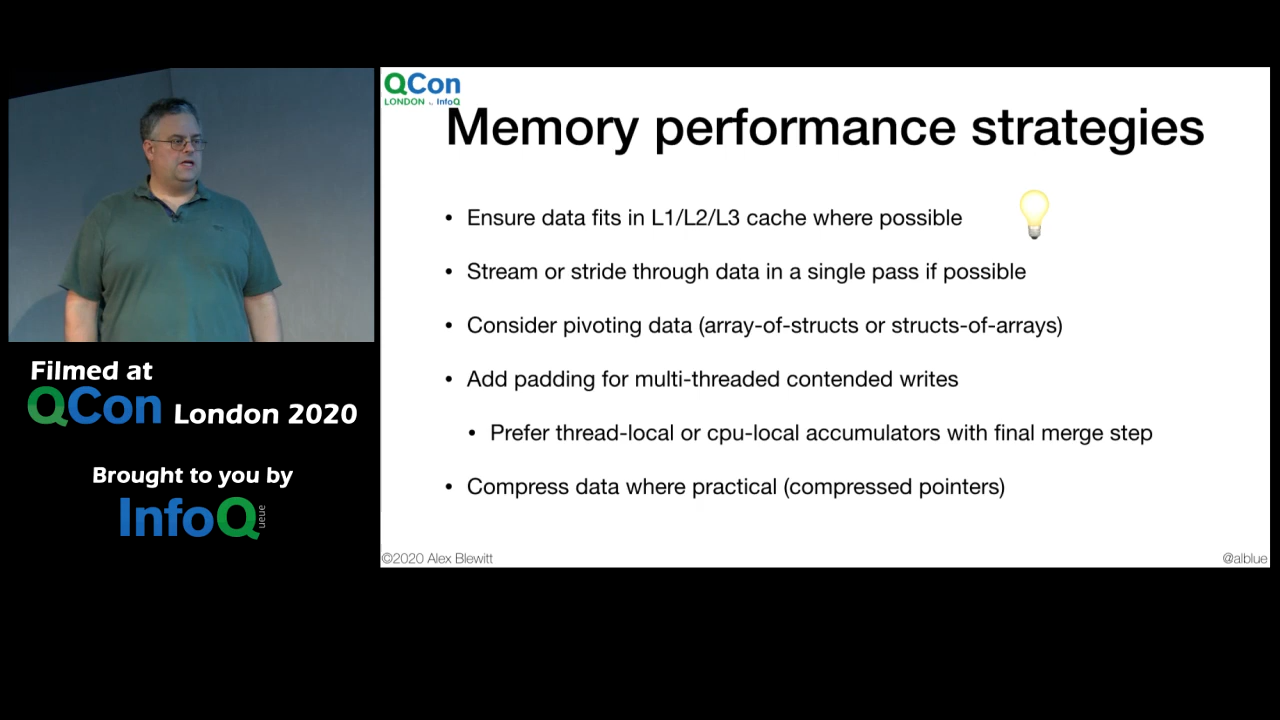 QCon
LONDON by InfoQ
Memory performance strategies
• Ensure data fits in L1/L2/L3 cache where possible
• Stream or stride through data in a single pass if possible
• Consider pivoting data (array-of-structs or structs-of-arrays)
• Add padding for multi-threaded contended writes
• Prefer thread-local or cpu-local accumulators with final merge step
• Compress data where practical (compressed pointers)
©2020 Alex Blewitt
@alblue
Filmed at
QCon London 2020
Brought to you by
InfoQueue